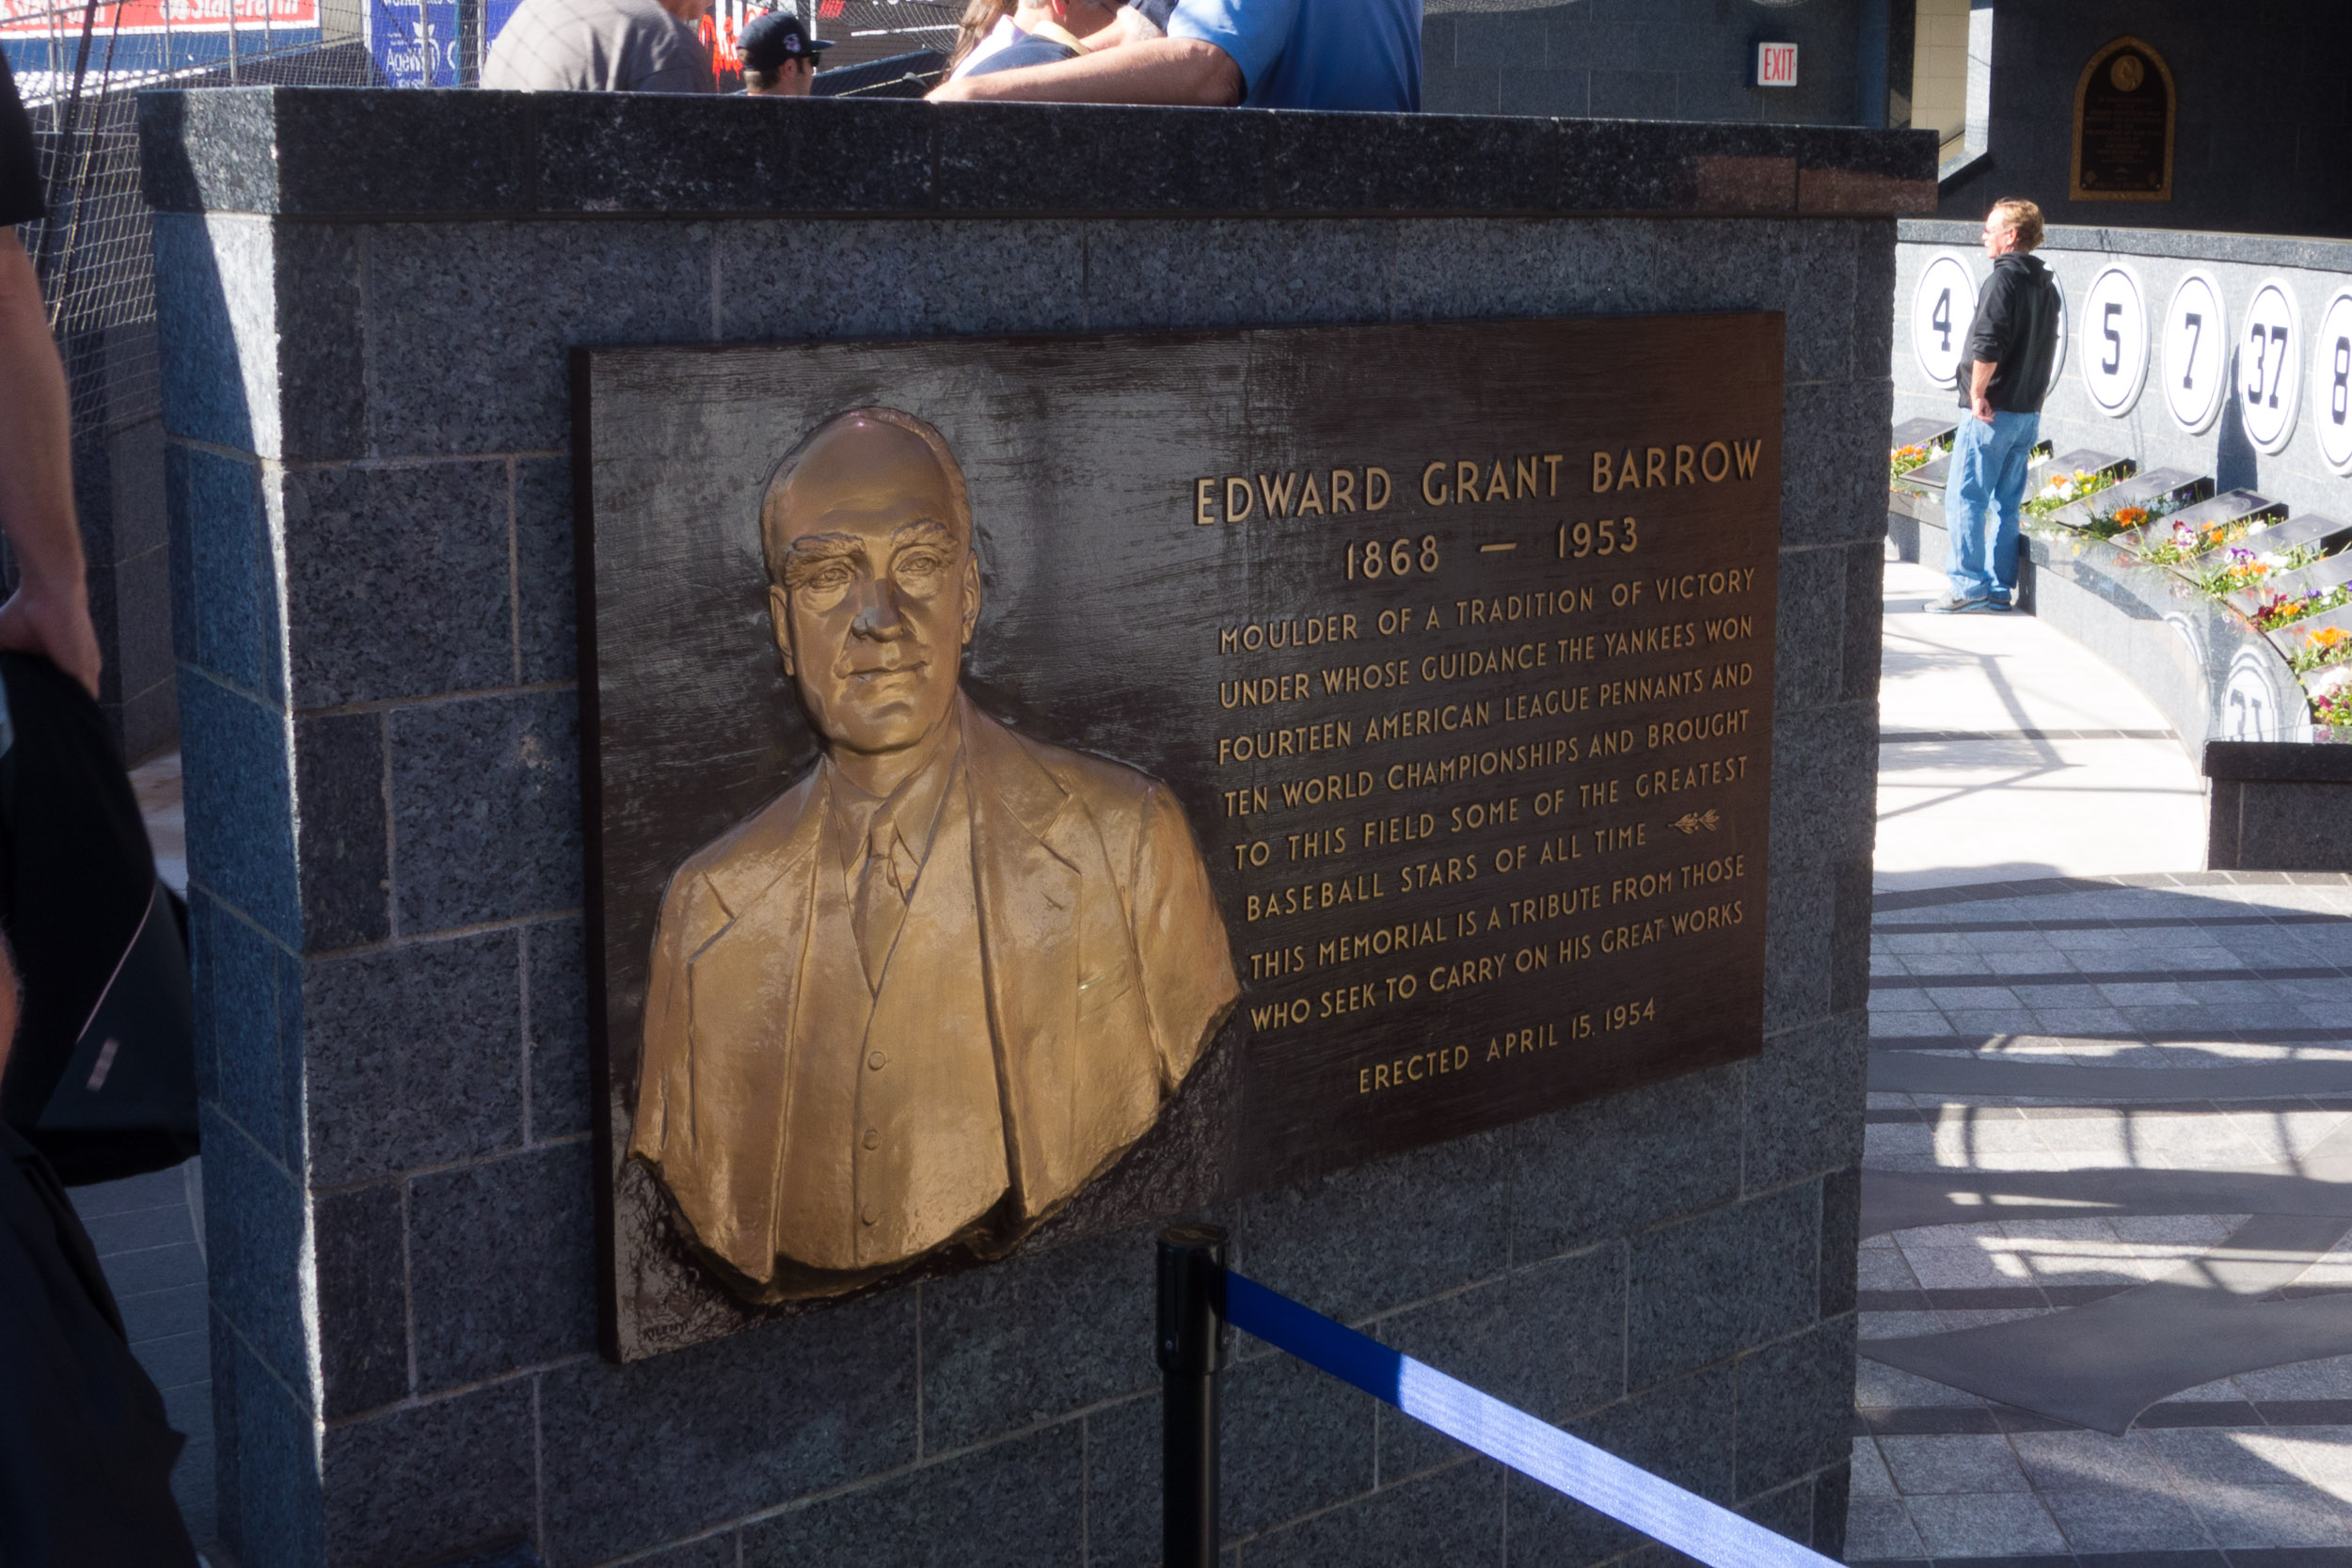 StateFarm
AgeWell
EXIT
4
5
7
37
8
EDWARD GRANT BARROW
1868 — 1953
MOULDER OF A TRADITION OF VICTORY
UNDER WHOSE GUIDANCE THE YANKEES WON
FOURTEEN AMERICAN LEAGUE PENNANTS AND
TEN WORLD CHAMPIONSHIPS AND BROUGHT
TO THIS FIELD SOME OF THE GREATEST
BASEBALL STARS OF ALL TIME
THIS MEMORIAL IS A TRIBUTE FROM THOSE
WHO SEEK TO CARRY ON HIS GREAT WORKS
ERECTED APRIL 15, 1954